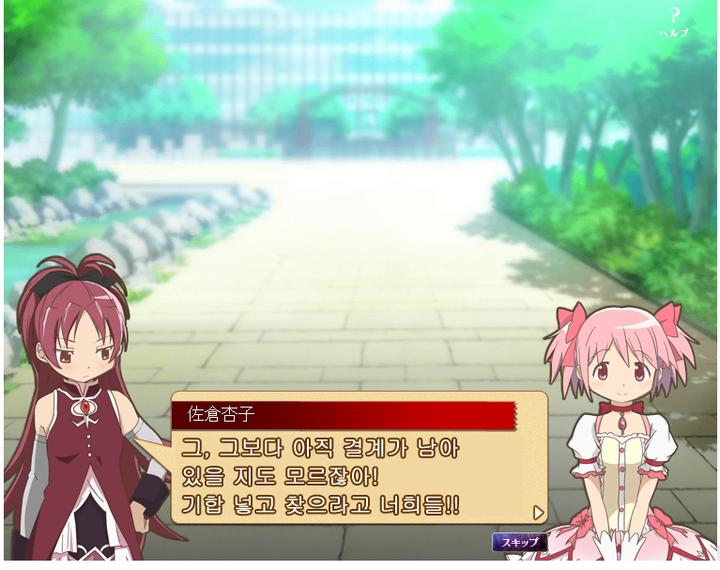 ?
ヘルプ
佐倉杏子
그, 그보다 아직 결계가 남아
있을 지도 모르잖아!
기합 넣고 찾으라고 너희들!!
スキップ